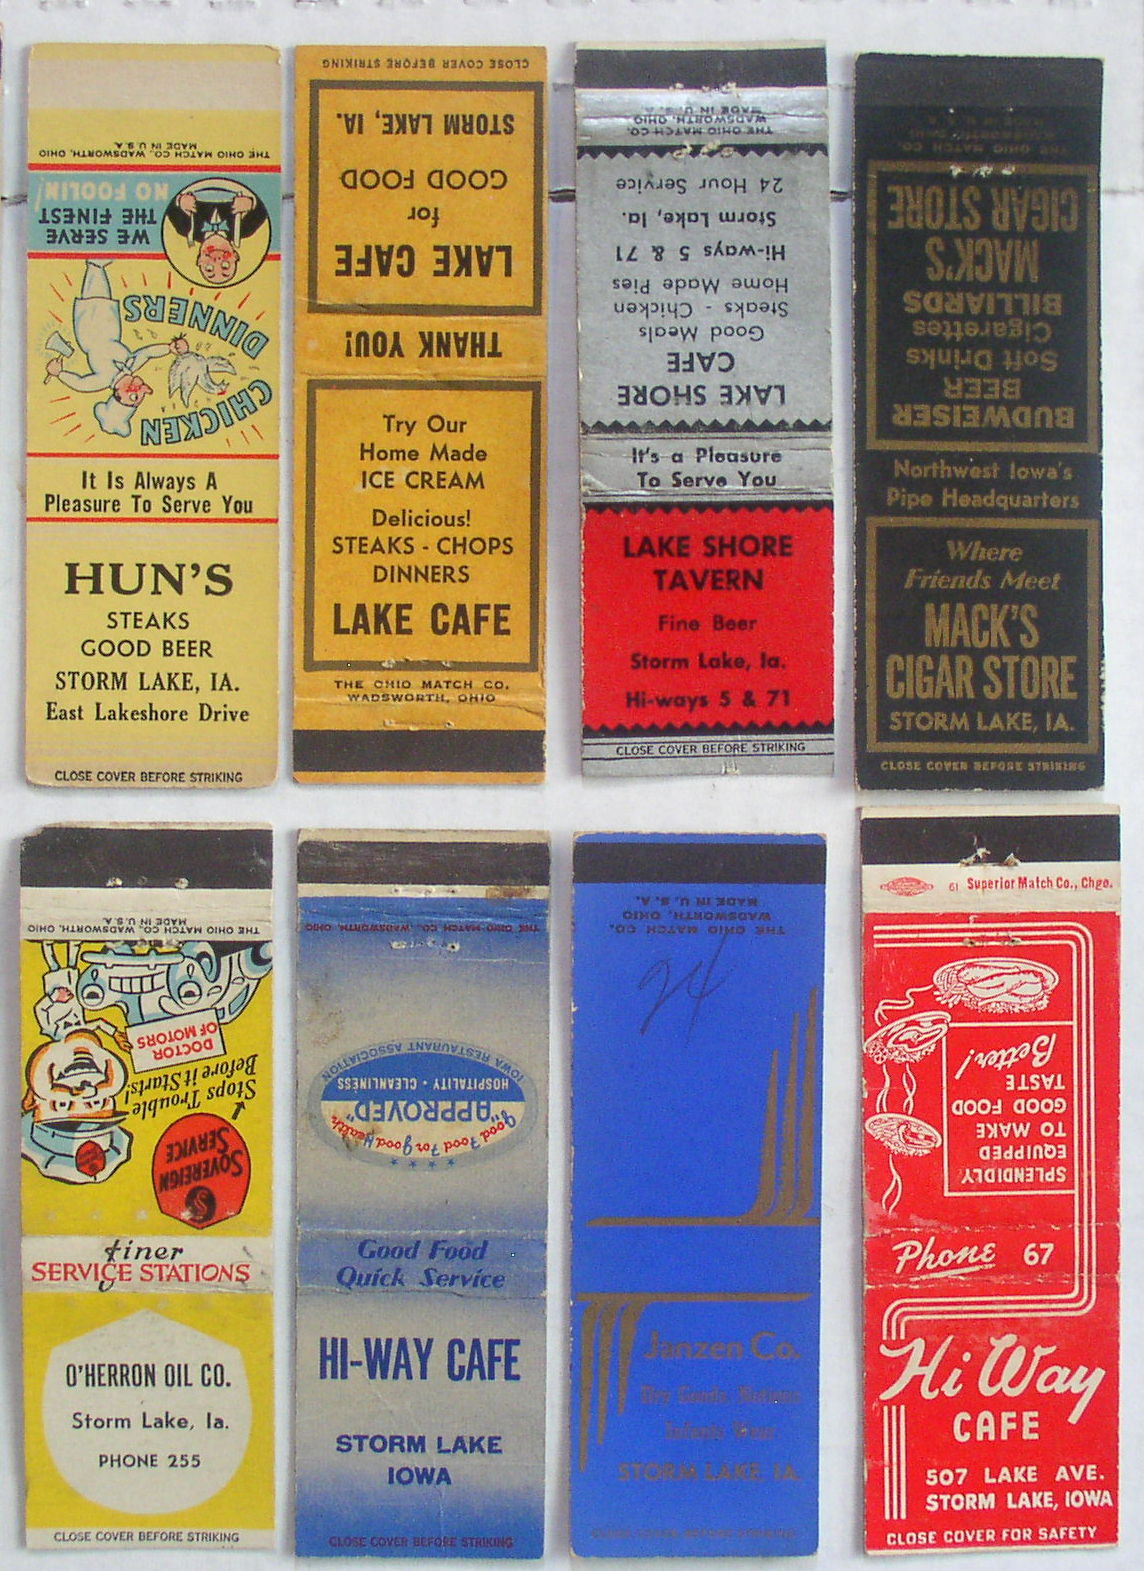 THE OHIO MATCH CO., WADSWORTH, OHIO
MADE IN U.S.A.
WE SERVE
THE FINEST
NO FOOLIN'!
CHICKEN
DINNERS
It Is Always A
Pleasure To Serve You
HUN'S
STEAKS
GOOD BEER
STORM LAKE, IA.
East Lakeshore Drive
CLOSE COVER BEFORE STRIKING
CLOSE COVER BEFORE STRIKING
LAKE CAFE
for
GOOD FOOD
STORM LAKE, IA.
THANK YOU!
Try Our
Home Made
ICE CREAM
Delicious!
STEAKS - CHOPS
DINNERS
LAKE CAFE
THE OHIO MATCH CO.
WADSWORTH, OHIO
THE OHIO MATCH CO.
WADSWORTH, OHIO
MADE IN U.S.A.
LAKE SHORE
CAFE
Good Meals
Steaks - Chicken
Home Made Pies
Hi-ways 5 & 71
Storm Lake, Ia.
24 Hour Service
It's a Pleasure
To Serve You
LAKE SHORE
TAVERN
Fine Beer
Storm Lake, Ia.
Hi-ways 5 & 71
CLOSE COVER BEFORE STRIKING
THE OHIO MATCH CO.
WADSWORTH, OHIO
MADE IN U.S.A.
BUDWEISER
BEER
Soft Drinks
Cigarettes
BILLIARDS
MACK'S
CIGAR STORE
Northwest Iowa's
Pipe Headquarters
Where
Friends Meet
MACK'S
CIGAR STORE
STORM LAKE, IA.
CLOSE COVER BEFORE STRIKING
THE OHIO MATCH CO., WADSWORTH, OHIO
MADE IN U.S.A.
SOVEREIGN
SERVICE
Stops Trouble
Before it Starts!
DOCTOR
OF MOTORS
finer
SERVICE STATIONS
O'HERRON OIL CO.
Storm Lake, Ia.
PHONE 255
CLOSE COVER BEFORE STRIKING
THE OHIO MATCH CO., WADSWORTH, OHIO
Good Food For Good Health
"APPROVED"
HOSPITALITY · CLEANLINESS
IOWA RESTAURANT ASSOCIATION
Good Food
Quick Service
HI-WAY CAFE
STORM LAKE
IOWA
CLOSE COVER BEFORE STRIKING
THE OHIO MATCH CO.
WADSWORTH, OHIO
MADE IN U.S.A.
24
Janzen Co.
Dry Goods, Notions
Infants Wear
STORM LAKE, IA.
CLOSE COVER BEFORE STRIKING
61 Superior Match Co., Chgo.
SPLENDIDLY
EQUIPPED
TO MAKE
GOOD FOOD
TASTE
Better!
Phone 67
Hi Way
CAFE
507 LAKE AVE.
STORM LAKE, IOWA
CLOSE COVER FOR SAFETY